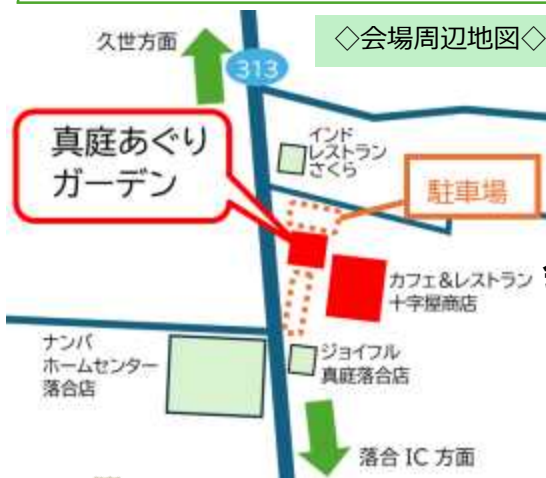 ◇会場周辺地図◇
久世方面
313
真庭あぐり
ガーデン
インド
レストラン
さくら
駐車場
カフェ&レストラン
十字屋商店
ナンバ
ホームセンター
落合店
ジョイフル
真庭落合店
落合 IC 方面